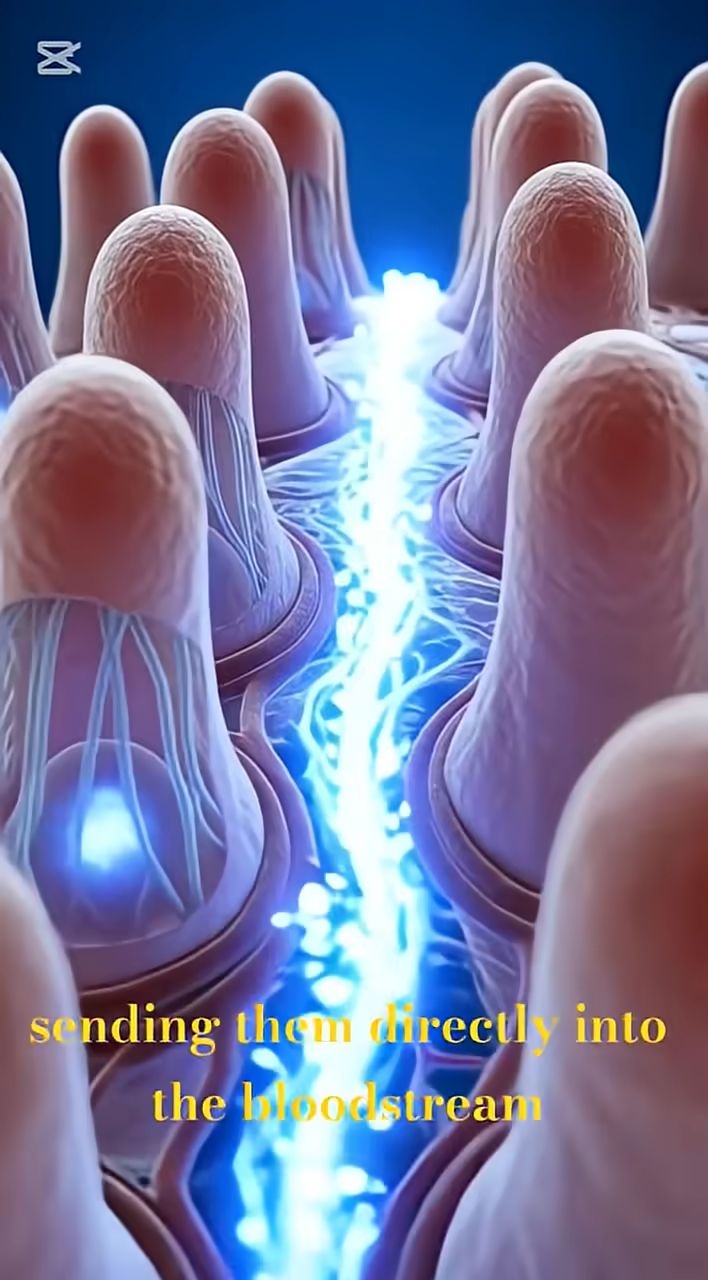 sending them directly into
the bloodstream